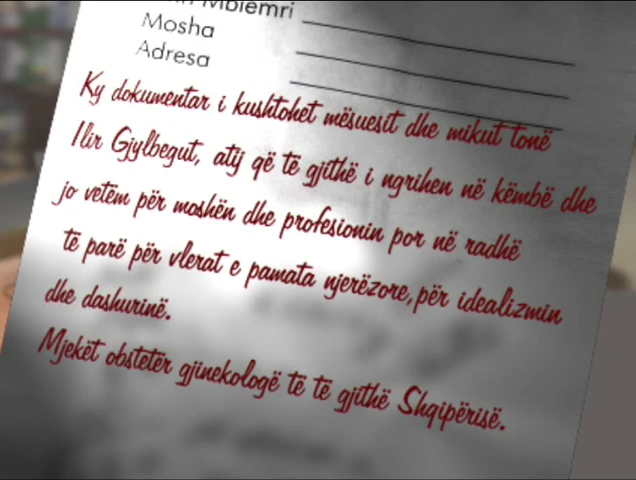 Mbiemri
Mosha
Adresa
Ky dokumentar i kushtohet mësuesit dhe mikut tonë
Ilir Gjylbegut, atij që të gjithë i ngrihen në këmbë dhe
jo vetëm për moshën dhe profesionin por në radhë
të parë për vlerat e pamata njerëzore,për idealizmin
dhe dashurinë.
Mjekët obstetër gjinekologë të të gjithë Shqipërisë.